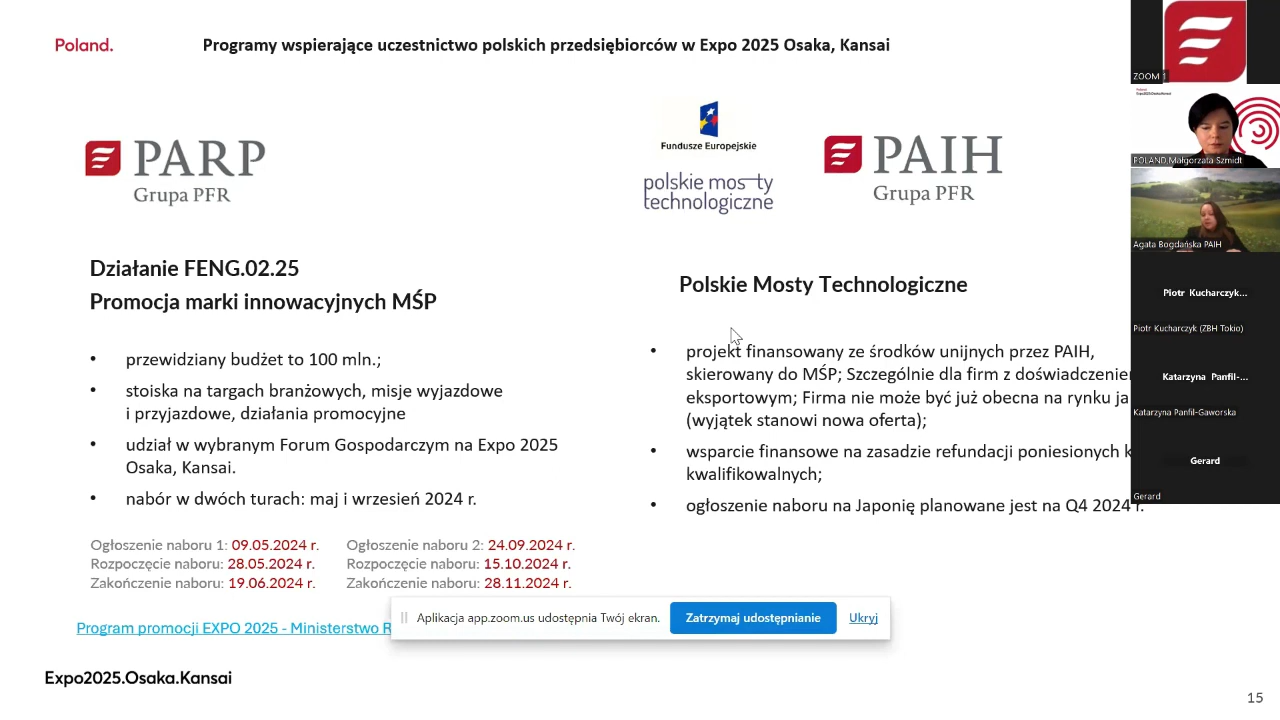 Poland.
Programy wspierające uczestnictwo polskich przedsiębiorców w Expo 2025 Osaka, Kansai
PARP
Grupa PFR
Działanie FENG.02.25
Promocja marki innowacyjnych MŚP
• przewidziany budżet to 100 mln.;
• stoiska na targach branżowych, misje wyjazdowe
i przyjazdowe, działania promocyjne
• udział w wybranym Forum Gospodarczym na Expo 2025
Osaka, Kansai.
• nabór w dwóch turach: maj i wrzesień 2024 r.
Ogłoszenie naboru 1: 09.05.2024 r.
Rozpoczęcie naboru: 28.05.2024 r.
Zakończenie naboru: 19.06.2024 r.
Ogłoszenie naboru 2: 24.09.2024 r.
Rozpoczęcie naboru: 15.10.2024 r.
Zakończenie naboru: 28.11.2024 r.
Program promocji EXPO 2025 - Ministerstwo R
Fundusze Europejskie
polskie mosty
technologiczne
PAIH
Grupa PFR
Polskie Mosty Technologiczne
• projekt finansowany ze środków unijnych przez PAIH,
skierowany do MŚP; Szczególnie dla firm z doświadczenie
eksportowym; Firma nie może być już obecna na rynku ja
(wyjątek stanowi nowa oferta);
• wsparcie finansowe na zasadzie refundacji poniesionych k
kwalifikowalnych;
• ogłoszenie naboru na Japonię planowane jest na Q4 2024 r.
Aplikacja app.zoom.us udostępnia Twój ekran.
Zatrzymaj udostępnianie
Ukryj
Expo2025.Osaka.Kansai
15
ZOOM 1
POLAND Małgorzata Szmidt
Agata Bogdańska PAIH
Piotr Kucharczyk...
Piotr Kucharczyk (ZBH Tokio)
Katarzyna Panfil-...
Katarzyna Panfil-Gaworska
Gerard
Gerard